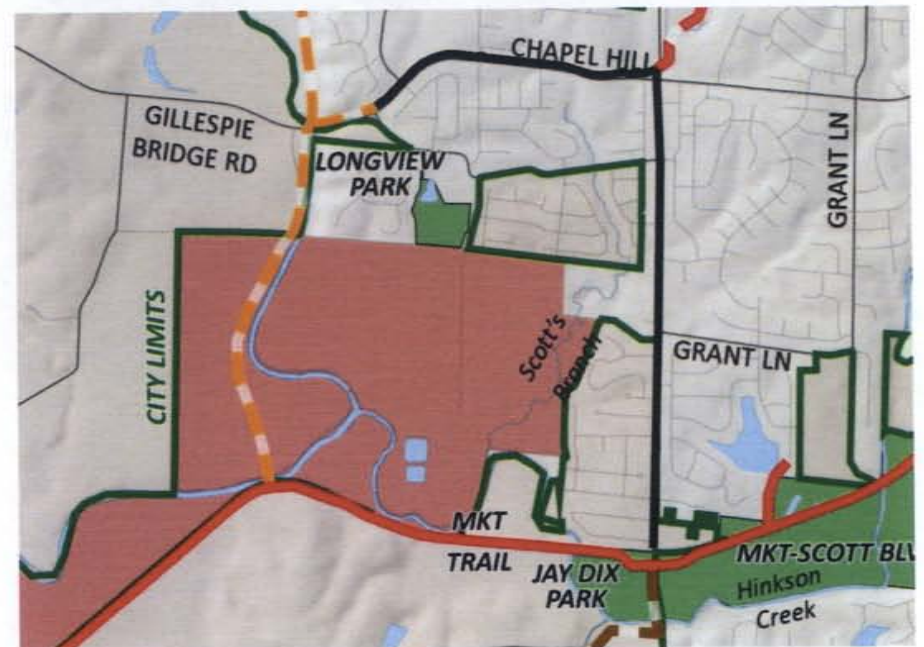 CHAPEL HILL
GILLESPIE
BRIDGE RD
GRANT LN
LONGVIEW
PARK
CITY LIMITS
Scott's
Branch
GRANT LN
MKT
TRAIL
JAY DIX
PARK
MKT-SCOTT BLV
Hinkson
Creek